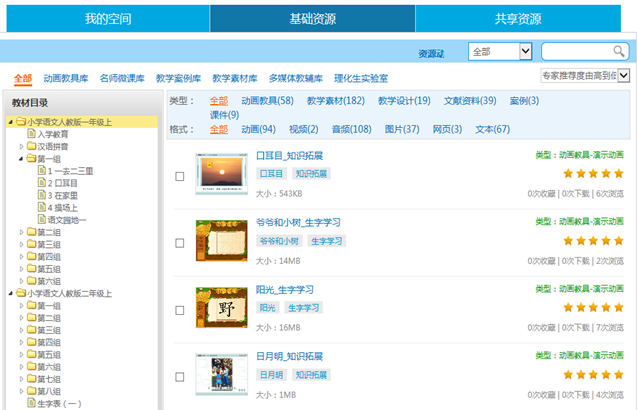 我的空间 基础资源 共享资源
资源动 全部
全部 动画教具库 名师微课库 教学案例库 教学素材库 多媒体教辅库 理化生实验室
专家推荐度由高到低
教材目录
小学语文人教版一年级上
入学教育
汉语拼音
第一组
1 一去二三里
2 口耳目
3 在家里
4 操场上
语文园地一
第二组
第三组
第四组
第五组
第六组
小学语文人教版二年级上
第一组
第二组
第三组
第四组
第五组
第六组
第七组
第八组
生字表（一）
类型： 全部 动画教具(58) 教学素材(182) 教学设计(19) 文献资料(39) 案例(3)
课件(9)
格式： 全部 动画(94) 视频(2) 音频(108) 图片(37) 网页(3) 文本(67)
口耳目_知识拓展 类型：动画教具-演示动画
口耳目 知识拓展
大小：543KB 0次收藏 | 0次下载 | 6次浏览
爷爷和小树_生字学习 类型：动画教具-演示动画
爷爷和小树 生字学习
大小：14MB 0次收藏 | 0次下载 | 2次浏览
阳光_生字学习 类型：动画教具-演示动画
野
阳光 生字学习
大小：16MB 0次收藏 | 0次下载 | 7次浏览
日月明_知识拓展 类型：动画教具-演示动画
日月明 知识拓展
大小：1MB 0次收藏 | 0次下载 | 4次浏览